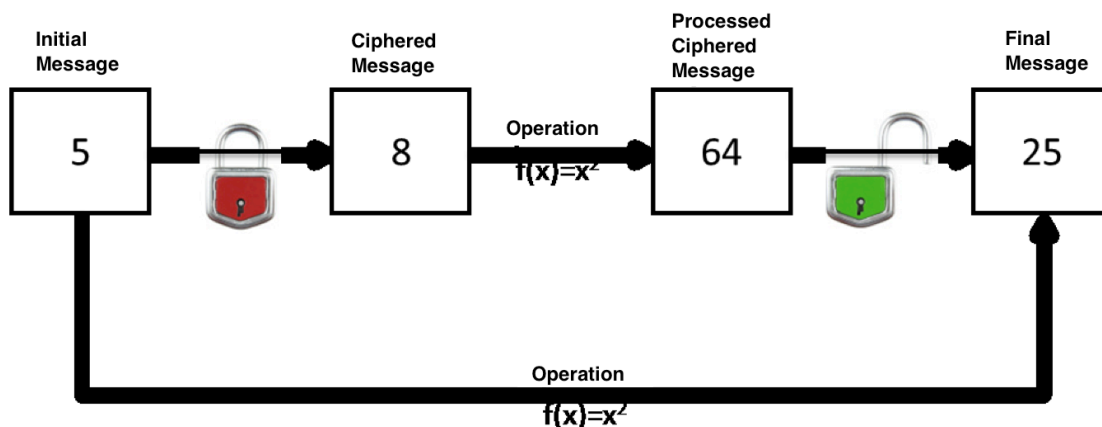 Initial
Message
Ciphered
Message
Processed
Ciphered
Message
Final
Message
5
8
Operation
f(x)=x²
64
25
Operation
f(x)=x²